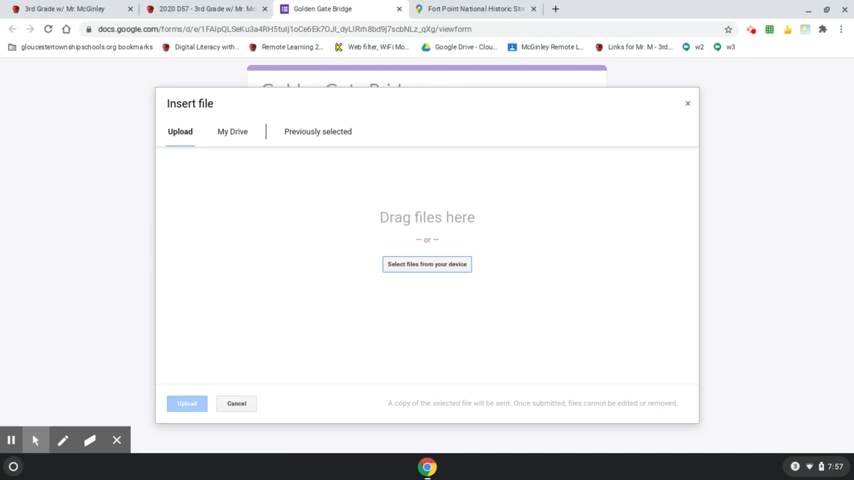 3rd Grade w/ Mr. McGinley
2020 D57 - 3rd Grade w/ Mr. Mc
Golden Gate Bridge
Fort Point National Historic Site
docs.google.com/forms/d/e/
/viewform
gloucestertownshipschools.org bookmarks
Digital Literacy with...
Remote Learning 2...
Web filter, WiFi Mo...
Google Drive - Clou...
McGinley Remote L...
Links for Mr. M - 3rd...
w2
w3
Insert file
×
Upload
My Drive
Previously selected
Drag files here
— or —
Select files from your device
Upload
Cancel
A copy of the selected file will be sent. Once submitted, files cannot be edited or removed.
3
7:57